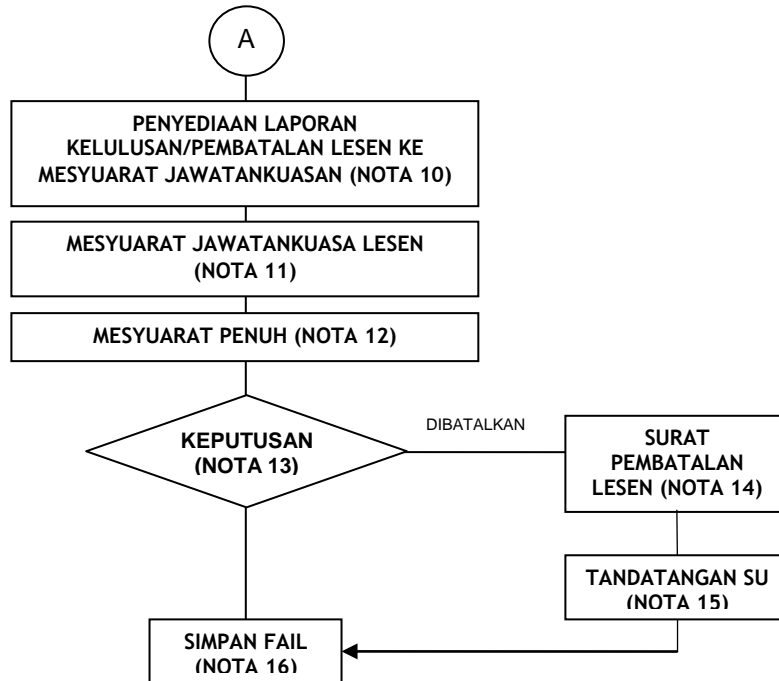 A
PENYEDIAAN LAPORAN
KELULUSAN/PEMBATALAN LESEN KE
MESYUARAT JAWATANKUASAN (NOTA 10)
MESYUARAT JAWATANKUASA LESEN
(NOTA 11)
MESYUARAT PENUH (NOTA 12)
KEPUTUSAN
(NOTA 13)
DIBATALKAN
SURAT
PEMBATALAN
LESEN (NOTA 14)
TANDATANGAN SU
(NOTA 15)
SIMPAN FAIL
(NOTA 16)